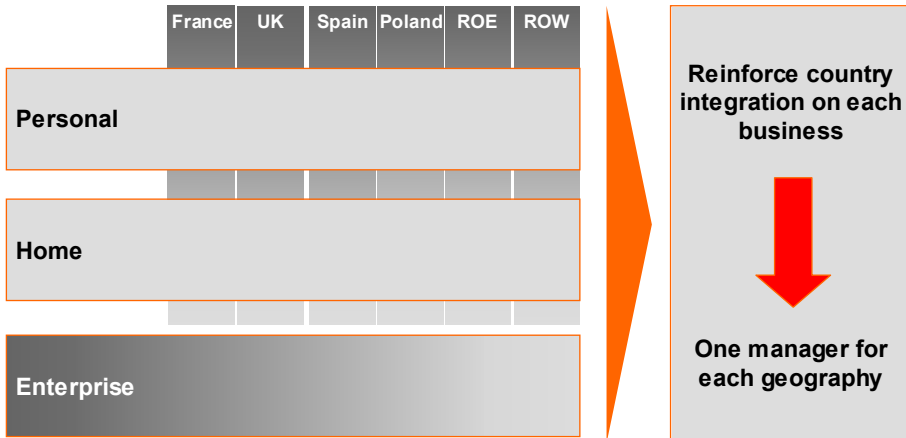 France UK Spain Poland ROE ROW
Personal
Home
Enterprise
Reinforce country
integration on each
business
One manager for
each geography